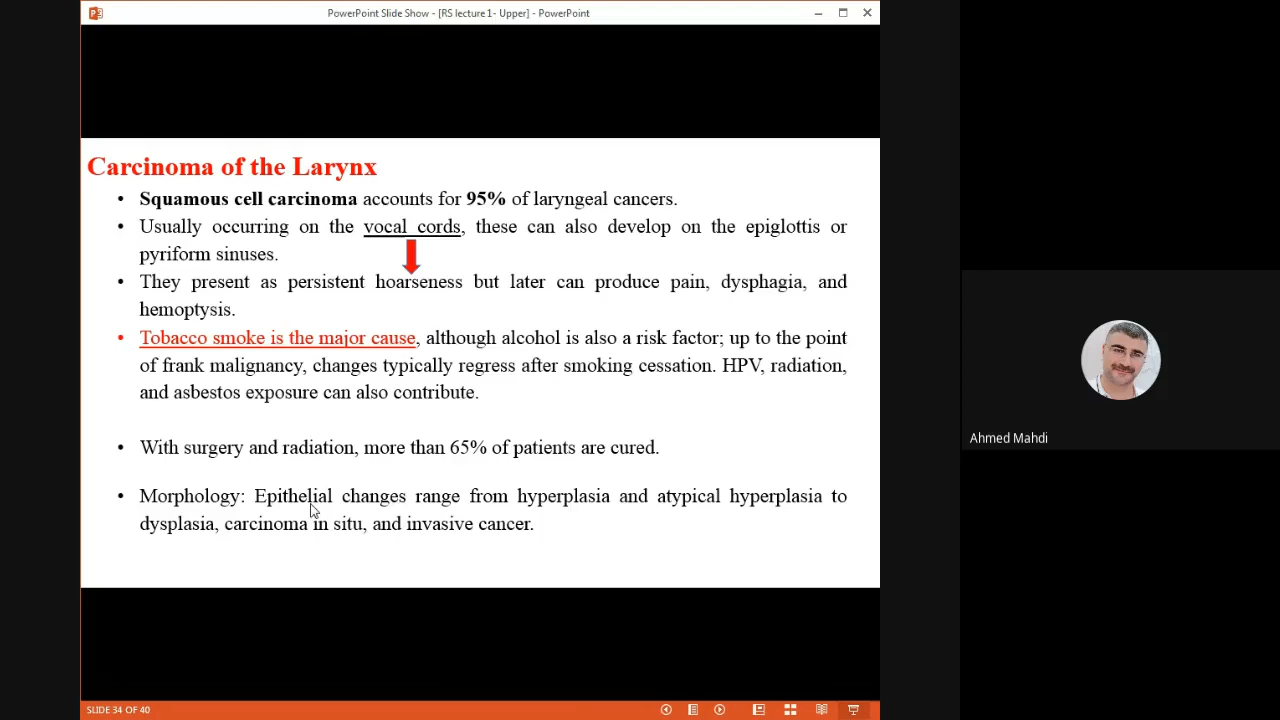 PowerPoint Slide Show - [RS lecture 1- Upper] - PowerPoint
Carcinoma of the Larynx
• Squamous cell carcinoma accounts for 95% of laryngeal cancers.
• Usually occurring on the vocal cords, these can also develop on the epiglottis or
pyriform sinuses.
• They present as persistent hoarseness but later can produce pain, dysphagia, and
hemoptysis.
• Tobacco smoke is the major cause, although alcohol is also a risk factor; up to the point
of frank malignancy, changes typically regress after smoking cessation. HPV, radiation,
and asbestos exposure can also contribute.
• With surgery and radiation, more than 65% of patients are cured.
• Morphology: Epithelial changes range from hyperplasia and atypical hyperplasia to
dysplasia, carcinoma in situ, and invasive cancer.
Ahmed Mahdi
SLIDE 34 OF 40